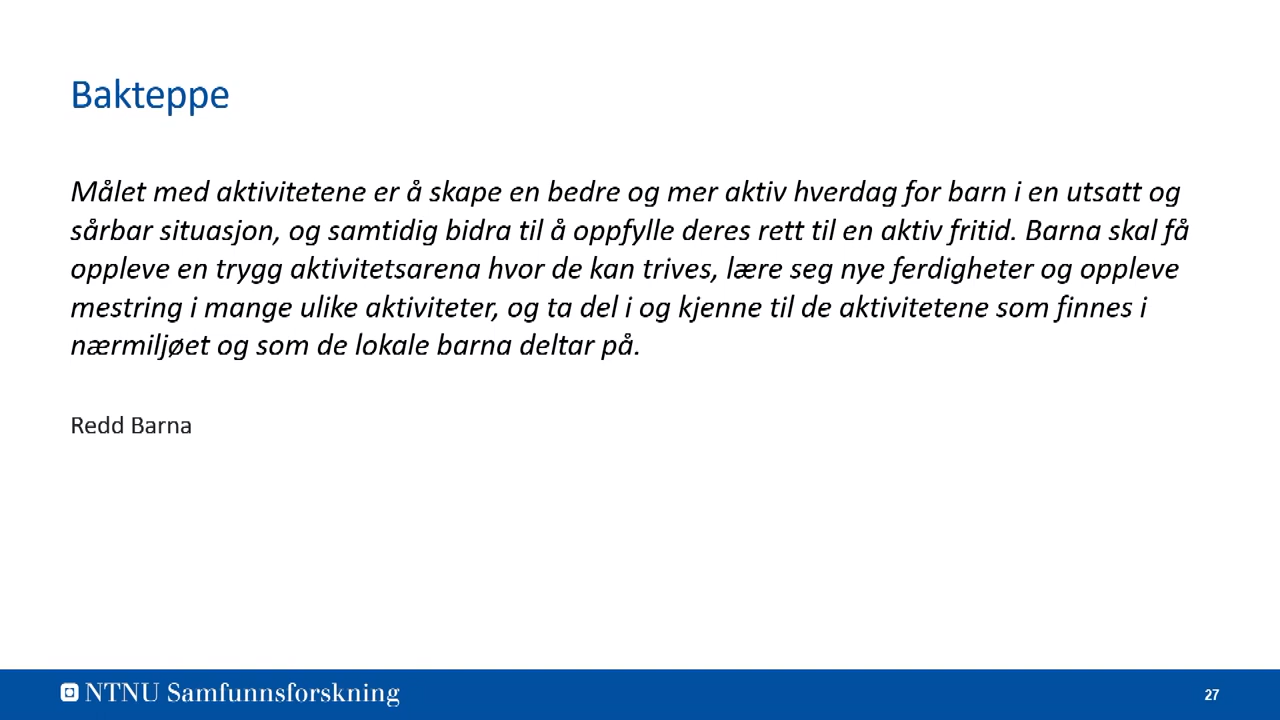 Bakteppe
Målet med aktivitetene er å skape en bedre og mer aktiv hverdag for barn i en utsatt og
sårbar situasjon, og samtidig bidra til å oppfylle deres rett til en aktiv fritid. Barna skal få
oppleve en trygg aktivitetsarena hvor de kan trives, lære seg nye ferdigheter og oppleve
mestring i mange ulike aktiviteter, og ta del i og kjenne til de aktivitetene som finnes i
nærmiljøet og som de lokale barna deltar på.
Redd Barna
NTNU Samfunnsforskning
27